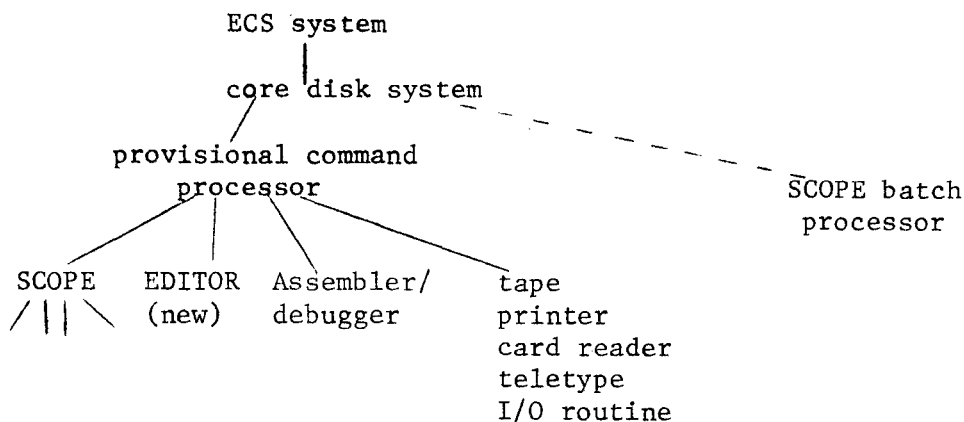 ECS system
core disk system
provisional command
processor
SCOPE batch
processor
SCOPE
EDITOR
(new)
Assembler/
debugger
tape
printer
card reader
teletype
I/O routine